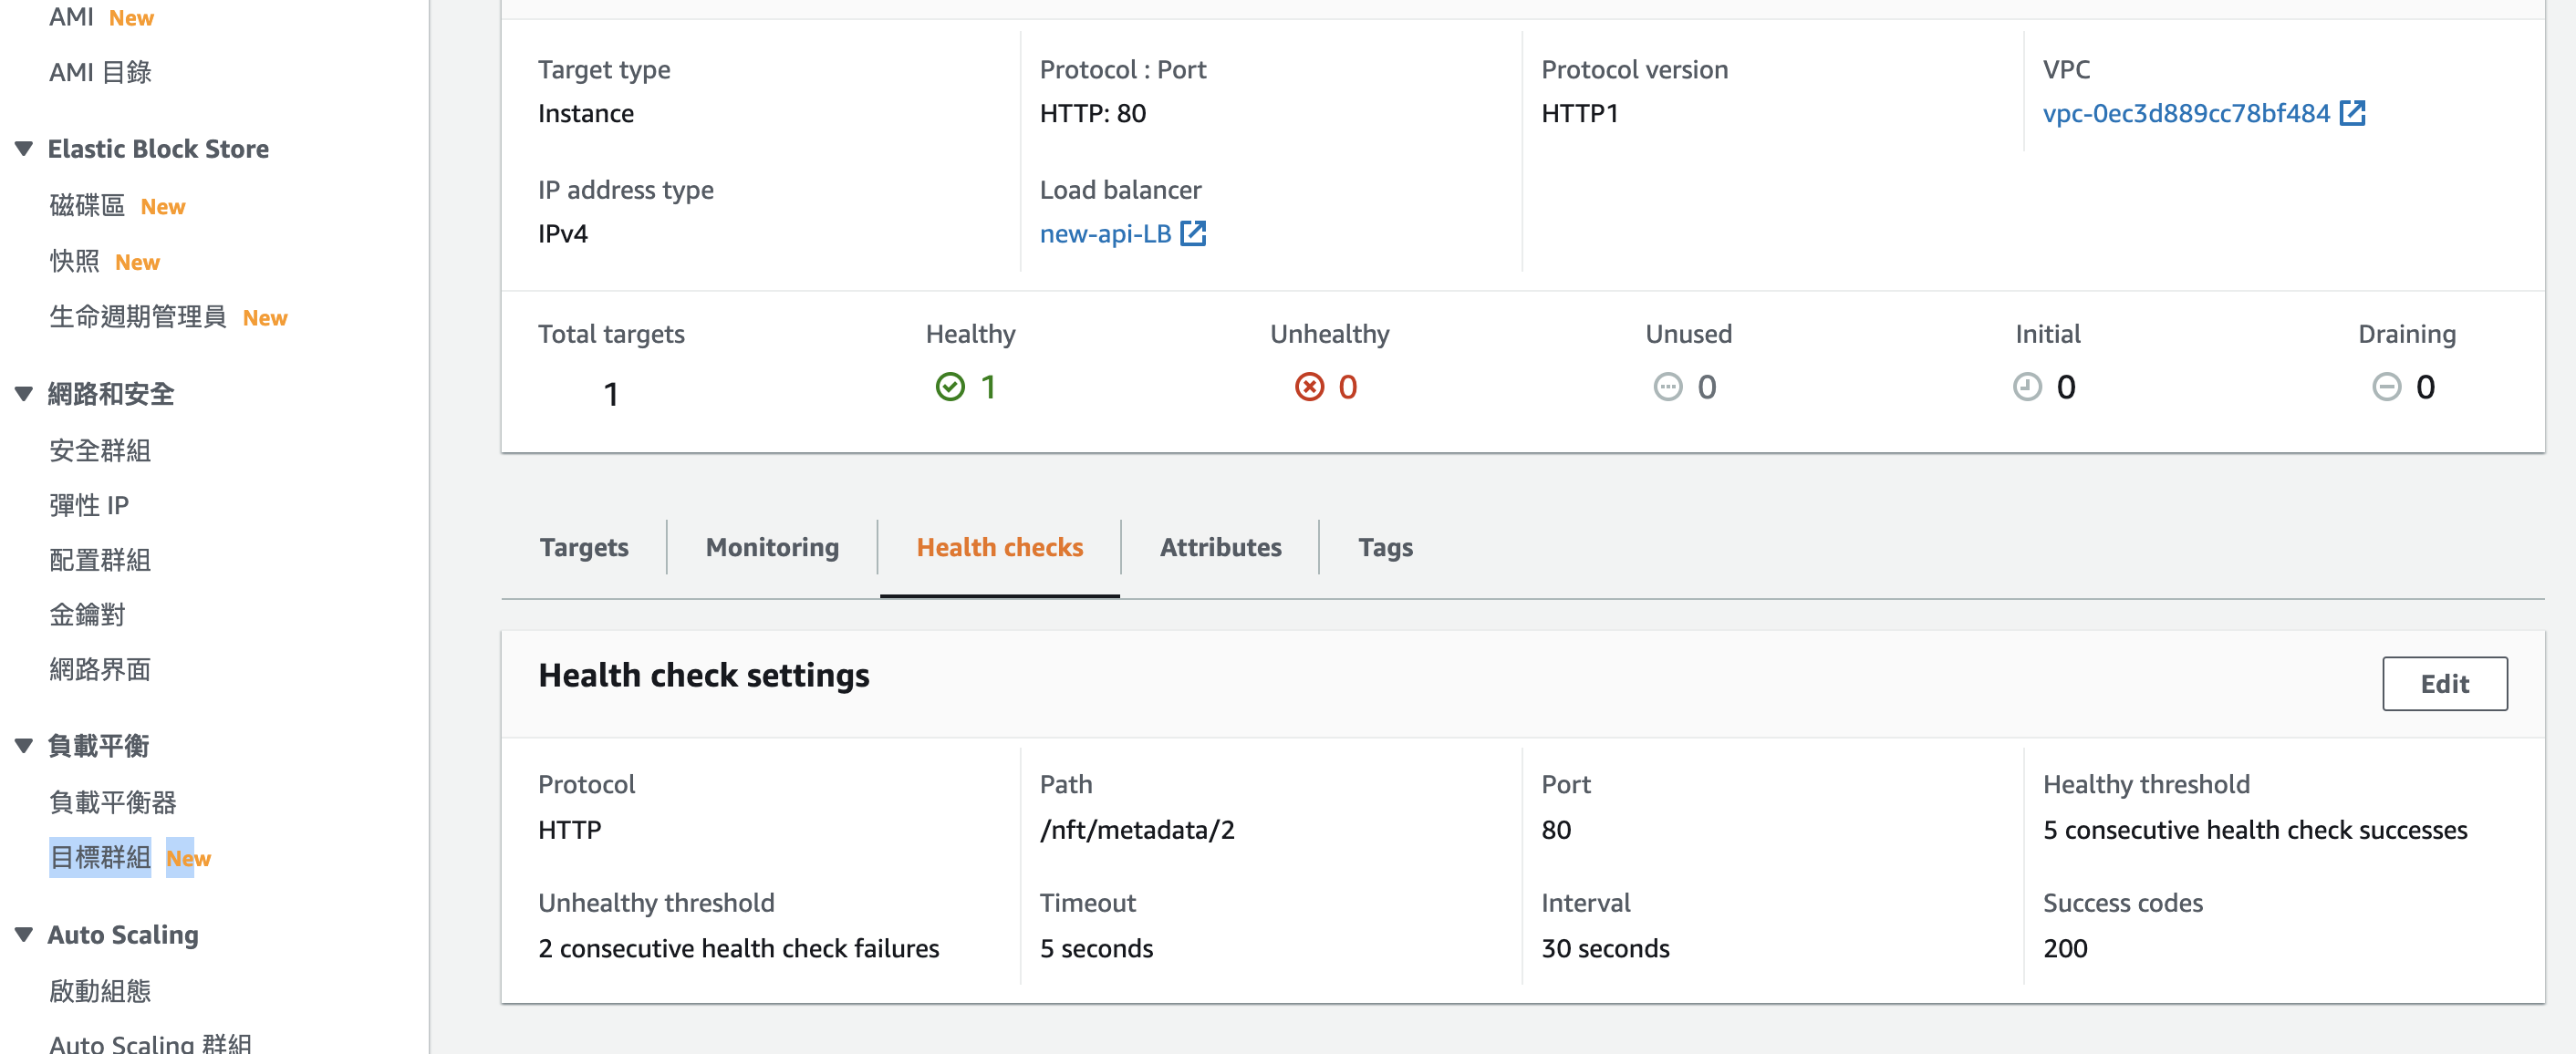 AMI New
AMI 目錄
Elastic Block Store
磁碟區 New
快照 New
生命週期管理員 New
網路和安全
安全群組
彈性 IP
配置群組
金鑰對
網路界面
負載平衡
負載平衡器
目標群組 New
Auto Scaling
啟動組態
Auto Scaling 群組
Target type
Instance
Protocol : Port
HTTP: 80
Protocol version
HTTP1
VPC
vpc-0ec3d889cc78bf484
IP address type
IPv4
Load balancer
new-api-LB
Total targets
1
Healthy
1
Unhealthy
0
Unused
0
Initial
0
Draining
0
Targets
Monitoring
Health checks
Attributes
Tags
Health check settings
Edit
Protocol
HTTP
Path
/nft/metadata/2
Port
80
Healthy threshold
5 consecutive health check successes
Unhealthy threshold
2 consecutive health check failures
Timeout
5 seconds
Interval
30 seconds
Success codes
200